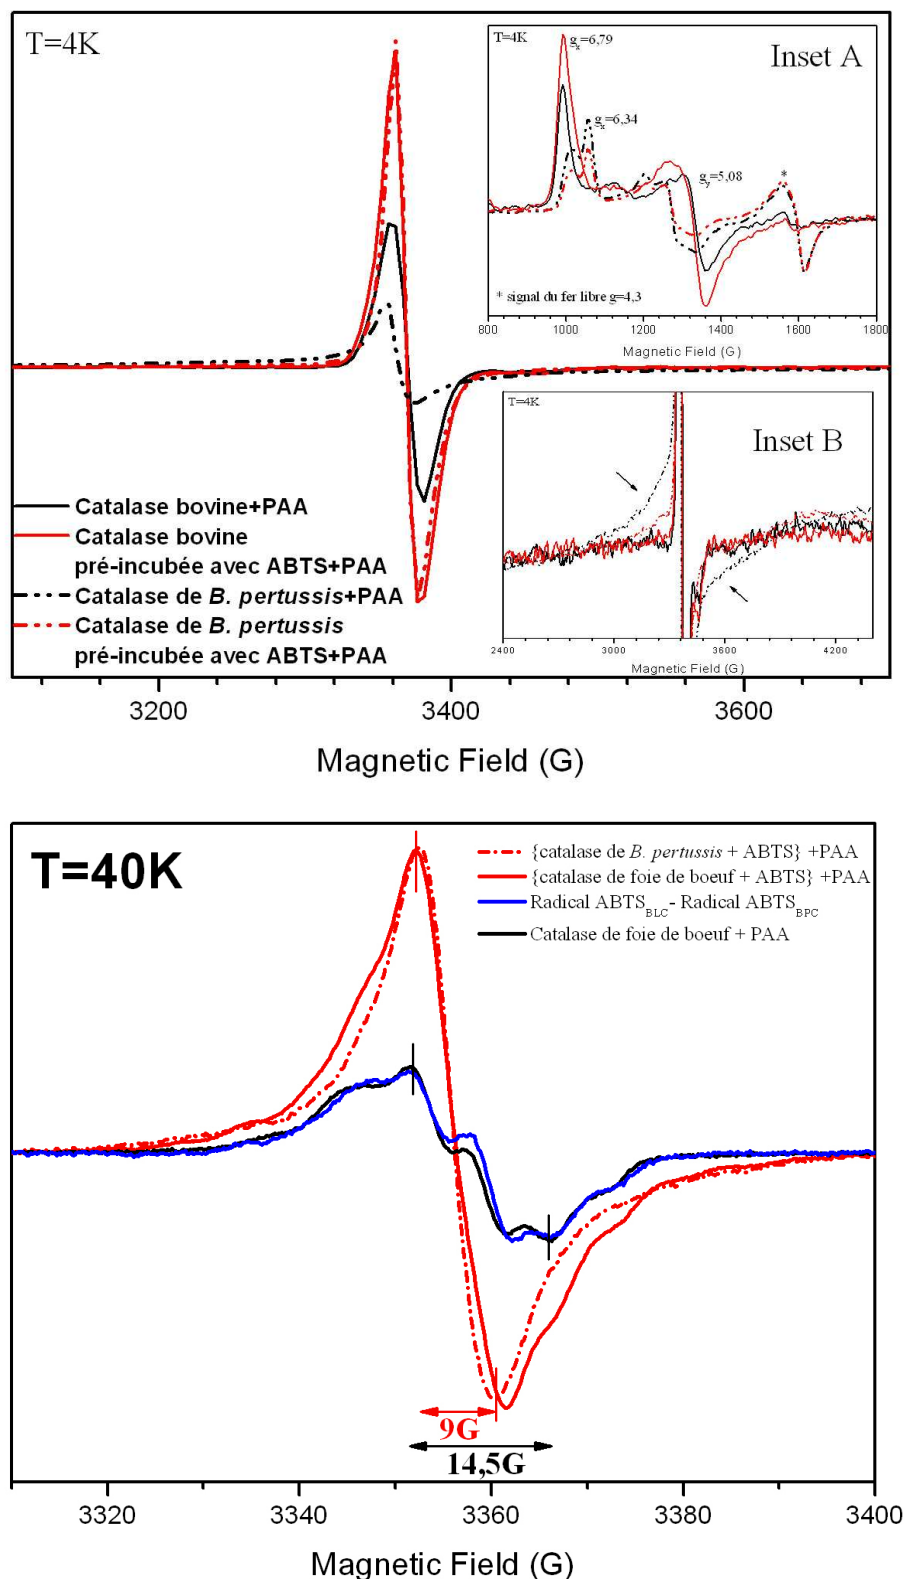 T=4K
T=4K
gx=6,79
Inset A
gx=6,34
gy=5,08
*
* signal du fer libre g=4,3
800 1000 1200 1400 1600 1800
Magnetic Field (G)
T=4K
Inset B
2400 3000 3600 4200
Magnetic Field (G)
Catalase bovine+PAA
Catalase bovine
pré-incubée avec ABTS+PAA
Catalase de B. pertussis+PAA
Catalase de B. pertussis
pré-incubée avec ABTS+PAA
3200 3400 3600
Magnetic Field (G)
T=40K
{catalase de B. pertussis + ABTS} +PAA
{catalase de foie de boeuf + ABTS} +PAA
Radical ABTSBLC- Radical ABTSBPC
Catalase de foie de boeuf + PAA
9G
14,5G
3320 3340 3360 3380 3400
Magnetic Field (G)